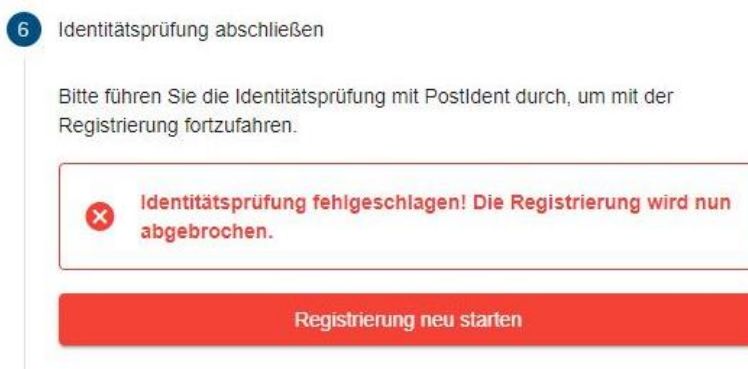 6 Identitätsprüfung abschließen
Bitte führen Sie die Identitätsprüfung mit PostIdent durch, um mit der
Registrierung fortzufahren.
Identitätsprüfung fehlgeschlagen! Die Registrierung wird nun
abgebrochen.
Registrierung neu starten